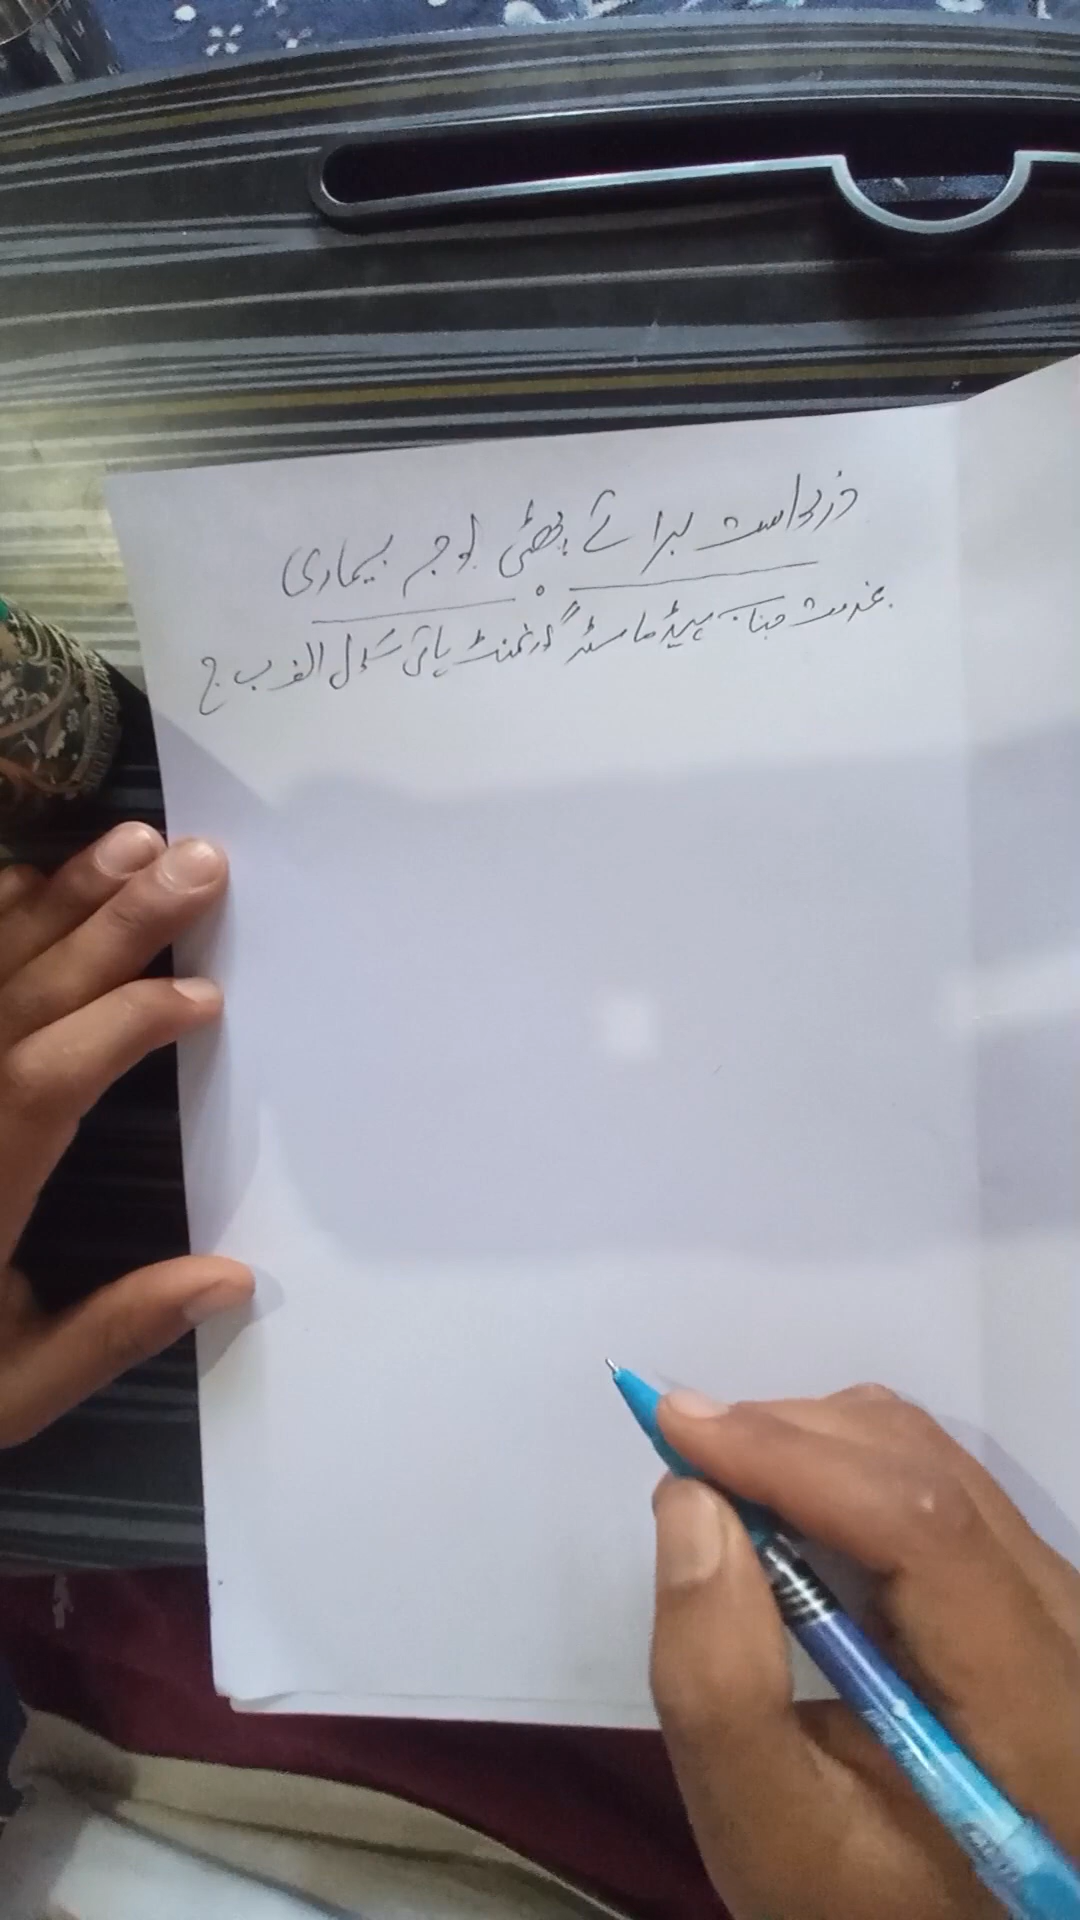 درخواست برائے چھٹی بوجہ بیماری
بخدمت جناب ہیڈ ماسٹر گورنمنٹ ہائی سکول الف ب ج